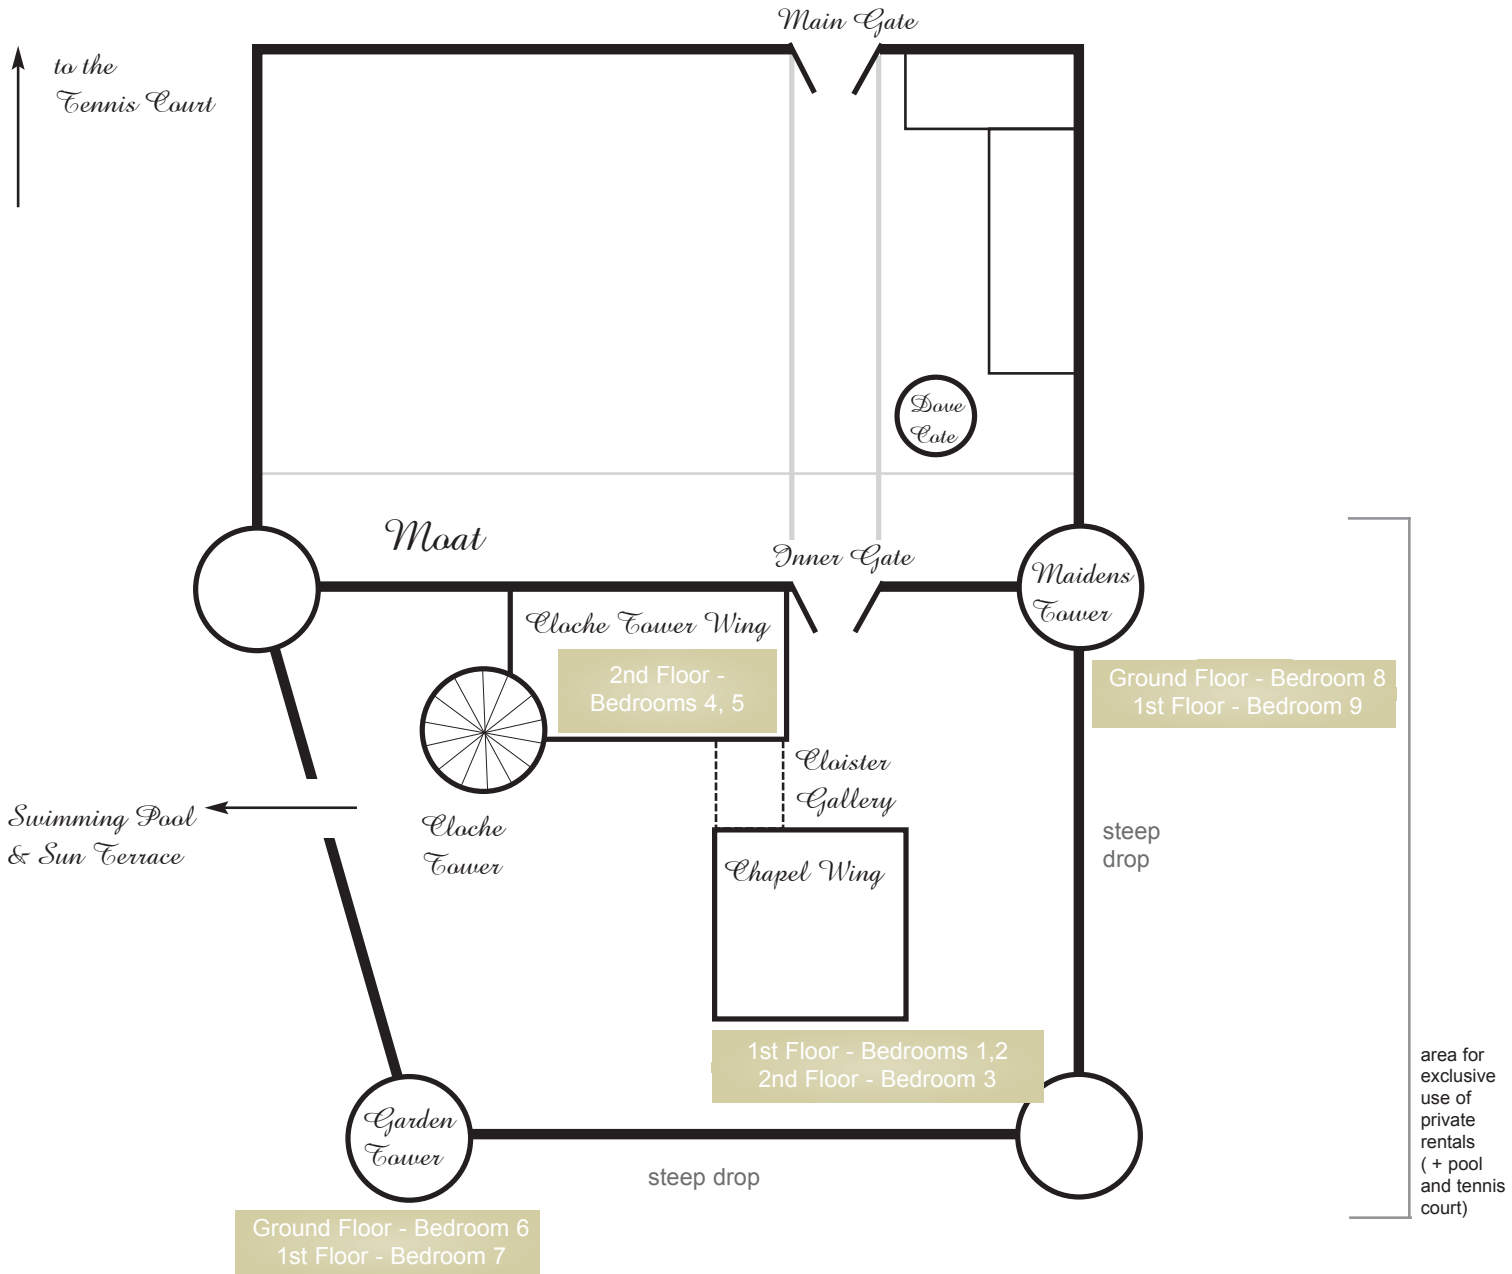 Main Gate
to the
Tennis Court
Dove
Cote
Moat
Inner Gate
Maidens
Tower
Cloche Tower Wing
2nd Floor -
Bedrooms 4, 5
Ground Floor - Bedroom 8
1st Floor - Bedroom 9
Cloister
Gallery
Swimming Pool
& Sun Terrace
Cloche
Tower
steep
drop
Chapel Wing
1st Floor - Bedrooms 1,2
2nd Floor - Bedroom 3
area for
exclusive
use of
private
rentals
( + pool
and tennis
court)
Garden
Tower
steep drop
Ground Floor - Bedroom 6
1st Floor - Bedroom 7